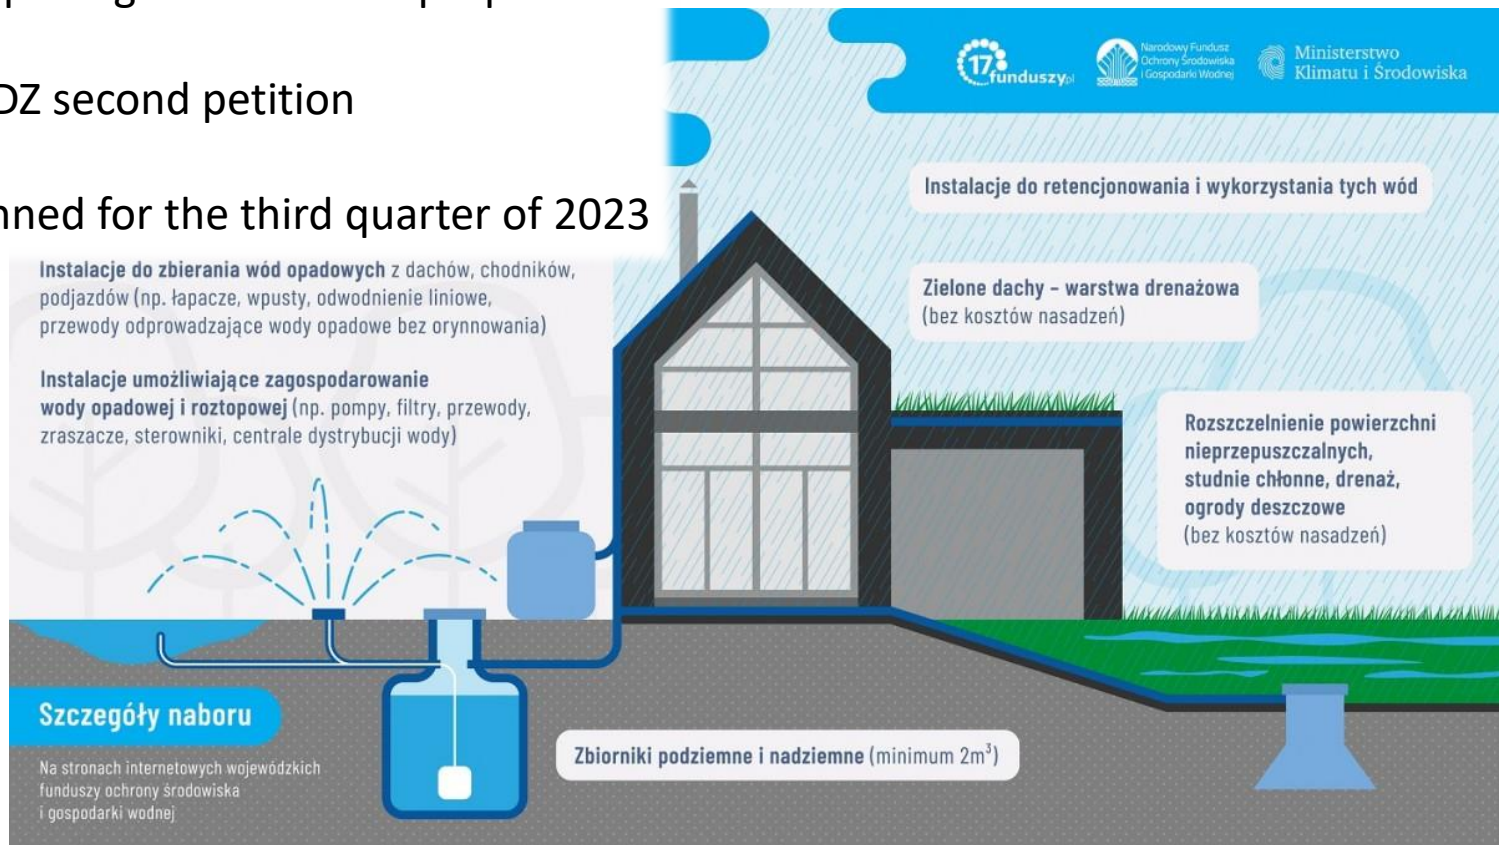 DZ second petition
nned for the third quarter of 2023
17 funduszy.pl
Narodowy Fundusz
Ochrony Środowiska
i Gospodarki Wodnej
Ministerstwo
Klimatu i Środowiska
Instalacje do retencjonowania i wykorzystania tych wód
Instalacje do zbierania wód opadowych z dachów, chodników,
podjazdów (np. łapacze, wpusty, odwodnienie liniowe,
przewody odprowadzające wody opadowe bez orynnowania)
Zielone dachy – warstwa drenażowa
(bez kosztów nasadzeń)
Instalacje umożliwiające zagospodarowanie
wody opadowej i roztopowej (np. pompy, filtry, przewody,
zraszacze, sterowniki, centrale dystrybucji wody)
Rozszczelnienie powierzchni
nieprzepuszczalnych,
studnie chłonne, drenaż,
ogrody deszczowe
(bez kosztów nasadzeń)
Szczegóły naboru
Na stronach internetowych wojewódzkich
funduszy ochrony środowiska
i gospodarki wodnej
Zbiorniki podziemne i nadziemne (minimum 2m³)